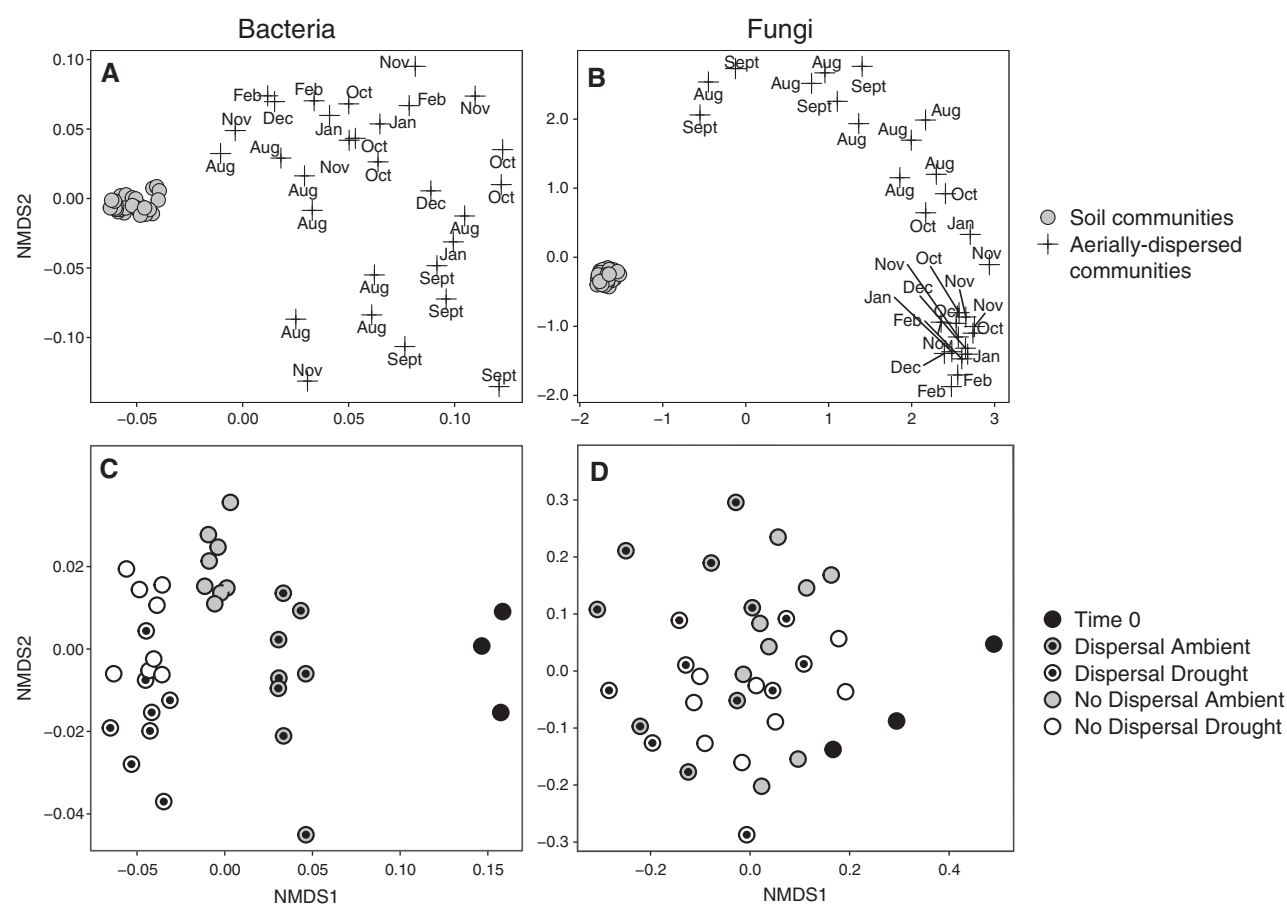 Bacteria
Fungi
A
B
0.10
0.05
0.00
−0.05
−0.10
NMDS2
−0.05
0.00
0.05
0.10
Nov
Feb
Feb
Oct
Feb
Nov
Dec
Nov
Jan
Jan
Aug
Aug
Nov
Oct
Oct
Oct
Aug
Oct
Dec
Aug
Aug
Jan
Aug
Sept
Sept
Aug
Aug
Sept
Nov
Sept
2.0
1.0
0.0
−1.0
−2.0
−2
−1
0
1
2
3
Sept
Aug
Aug
Aug
Sept
Sept
Sept
Aug
Aug
Aug
Aug
Aug
Oct
Oct
Jan
Nov
Nov
Oct
Dec
Nov
Jan
Nov
Feb
Oct
Oct
Nov
Jan
Dec
Feb
Feb
Soil communities
Aerially-dispersed
communities
C
D
0.02
0.00
−0.02
−0.04
NMDS2
−0.05
0.00
0.05
0.10
0.15
NMDS1
0.3
0.2
0.1
0.0
−0.1
−0.2
−0.3
−0.2
0.0
0.2
0.4
NMDS1
Time 0
Dispersal Ambient
Dispersal Drought
No Dispersal Ambient
No Dispersal Drought